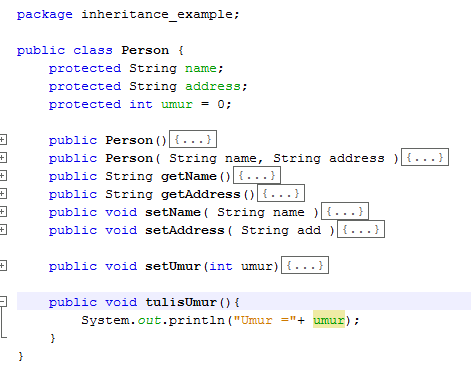 package inheritance_example;
public class Person {
protected String name;
protected String address;
protected int umur = 0;
public Person(){...}
public Person( String name, String address ){...}
public String getName(){...}
public String getAddress(){...}
public void setName( String name ){...}
public void setAddress( String add ){...}
public void setUmur(int umur){...}
public void tulisUmur(){
System.out.println("Umur ="+ umur);
}
}